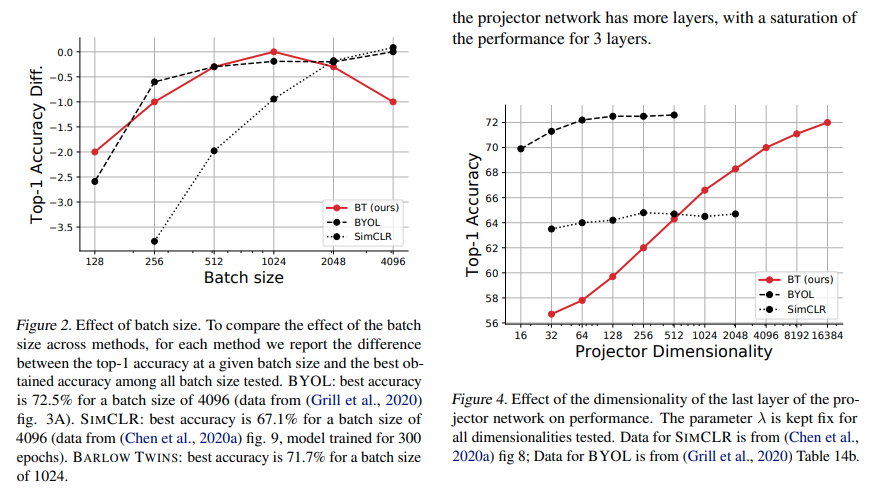 0.0
−0.5
−1.0
−1.5
−2.0
−2.5
−3.0
−3.5
Top-1 Accuracy Diff.
BT (ours)
BYOL
SimCLR
128 256 512 1024 2048 4096
Batch size
Figure 2. Effect of batch size. To compare the effect of the batch
size across methods, for each method we report the difference
between the top-1 accuracy at a given batch size and the best ob-
tained accuracy among all batch size tested. BYOL: best accuracy
is 72.5% for a batch size of 4096 (data from (Grill et al., 2020)
fig. 3A). SIMCLR: best accuracy is 67.1% for a batch size of
4096 (data from (Chen et al., 2020a) fig. 9, model trained for 300
epochs). BARLOW TWINS: best accuracy is 71.7% for a batch size
of 1024.
the projector network has more layers, with a saturation of
the performance for 3 layers.
72
70
68
66
64
62
60
58
56
Top-1 Accuracy
BT (ours)
BYOL
SimCLR
16 32 64 128 256 512 1024 2048 4096 8192 16384
Projector Dimensionality
Figure 4. Effect of the dimensionality of the last layer of the pro-
jector network on performance. The parameter λ is kept fix for
all dimensionalities tested. Data for SIMCLR is from (Chen et al.,
2020a) fig 8; Data for BYOL is from (Grill et al., 2020) Table 14b.